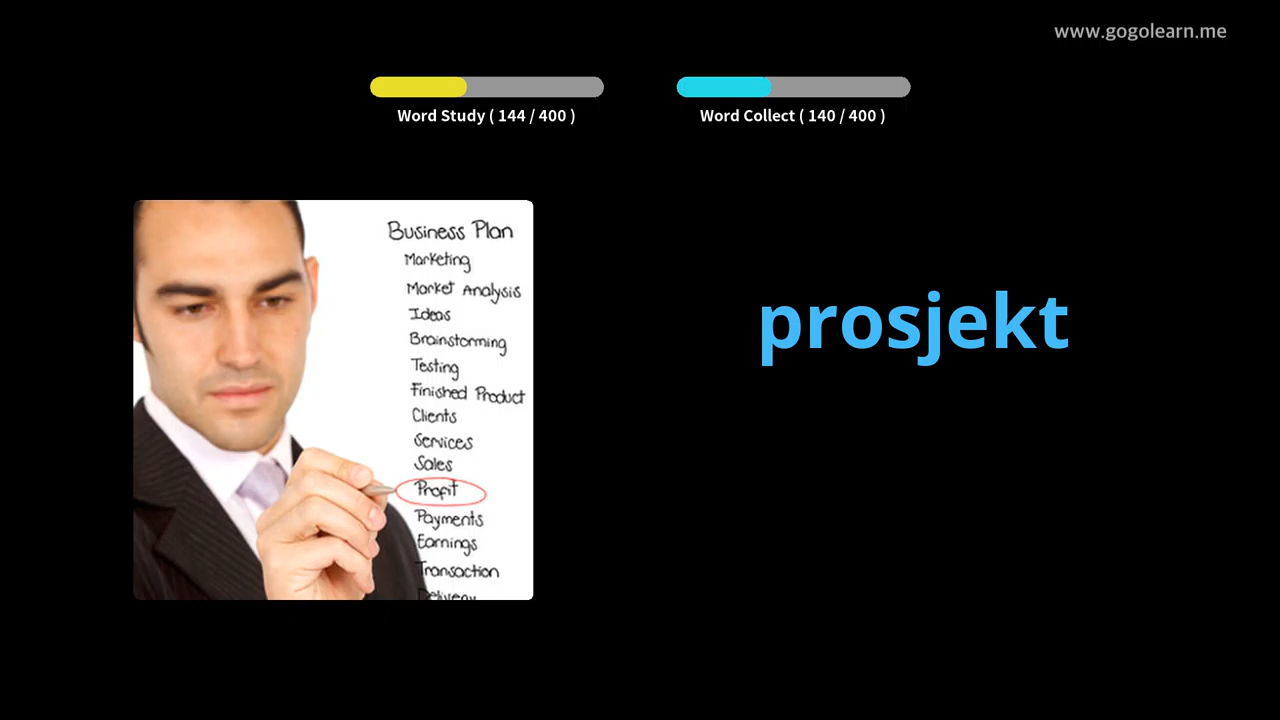 www.gogolearn.me
Word Study ( 144 / 400 )
Word Collect ( 140 / 400 )
Business Plan
Marketing
Market Analysis
Ideas
Brainstorming
Testing
Finished Product
Clients
Services
Sales
Profit
Payments
Earnings
Transaction
Delivery
prosjekt